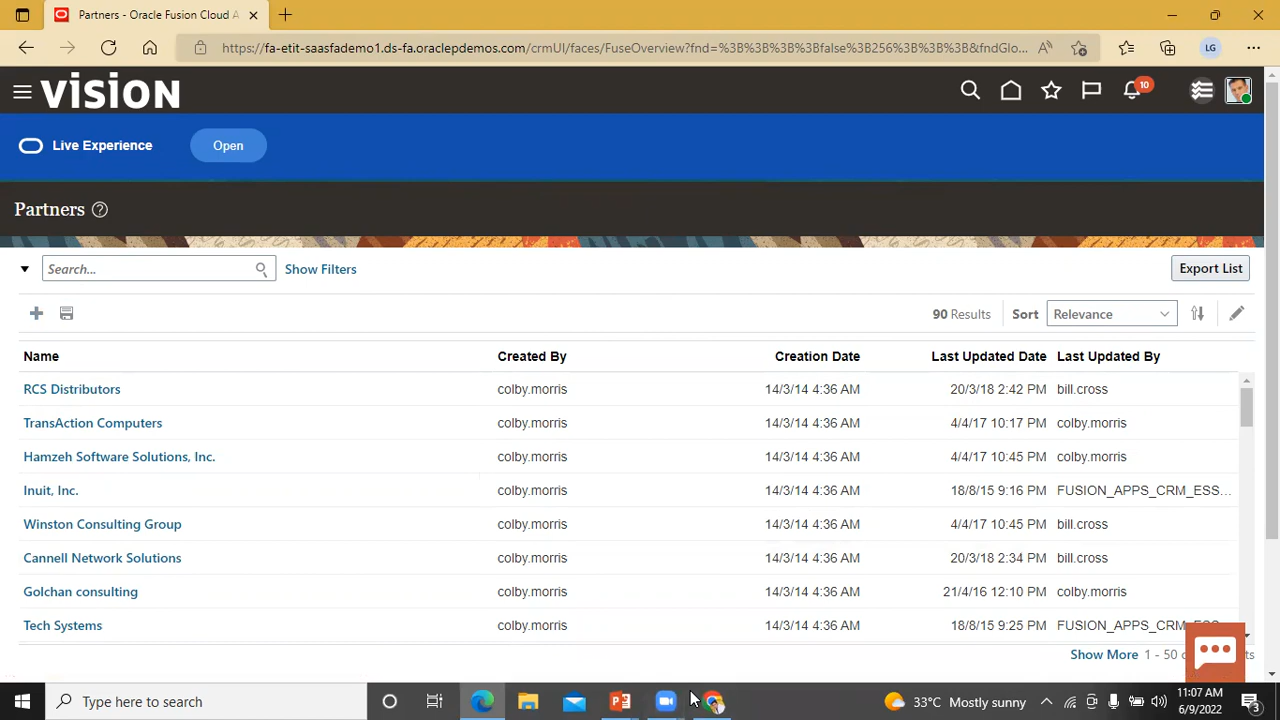 Partners - Oracle Fusion Cloud A
https://fa-etit-saasfademo1.ds-fa.oraclepdemos.com/crmUI/faces/FuseOverview?fnd=%3B%3B%3B%3Bfalse%3B256%3B%3B%3B&fndGlo...
LG
vision
10
Live Experience
Open
Partners
Search...
Show Filters
Export List
90 Results
Sort
Relevance
Name Created By Creation Date Last Updated Date Last Updated By
RCS Distributors colby.morris 14/3/14 4:36 AM 20/3/18 2:42 PM bill.cross
TransAction Computers colby.morris 14/3/14 4:36 AM 4/4/17 10:17 PM colby.morris
Hamzeh Software Solutions, Inc. colby.morris 14/3/14 4:36 AM 4/4/17 10:45 PM colby.morris
Inuit, Inc. colby.morris 14/3/14 4:36 AM 18/8/15 9:16 PM FUSION_APPS_CRM_ESS...
Winston Consulting Group colby.morris 14/3/14 4:36 AM 4/4/17 10:45 PM bill.cross
Cannell Network Solutions colby.morris 14/3/14 4:36 AM 20/3/18 2:34 PM bill.cross
Golchan consulting colby.morris 14/3/14 4:36 AM 21/4/16 12:10 PM colby.morris
Tech Systems colby.morris 14/3/14 4:36 AM 18/8/15 9:25 PM
Show More 1 - 50
Type here to search
33°C Mostly sunny
11:07 AM
6/9/2022
3